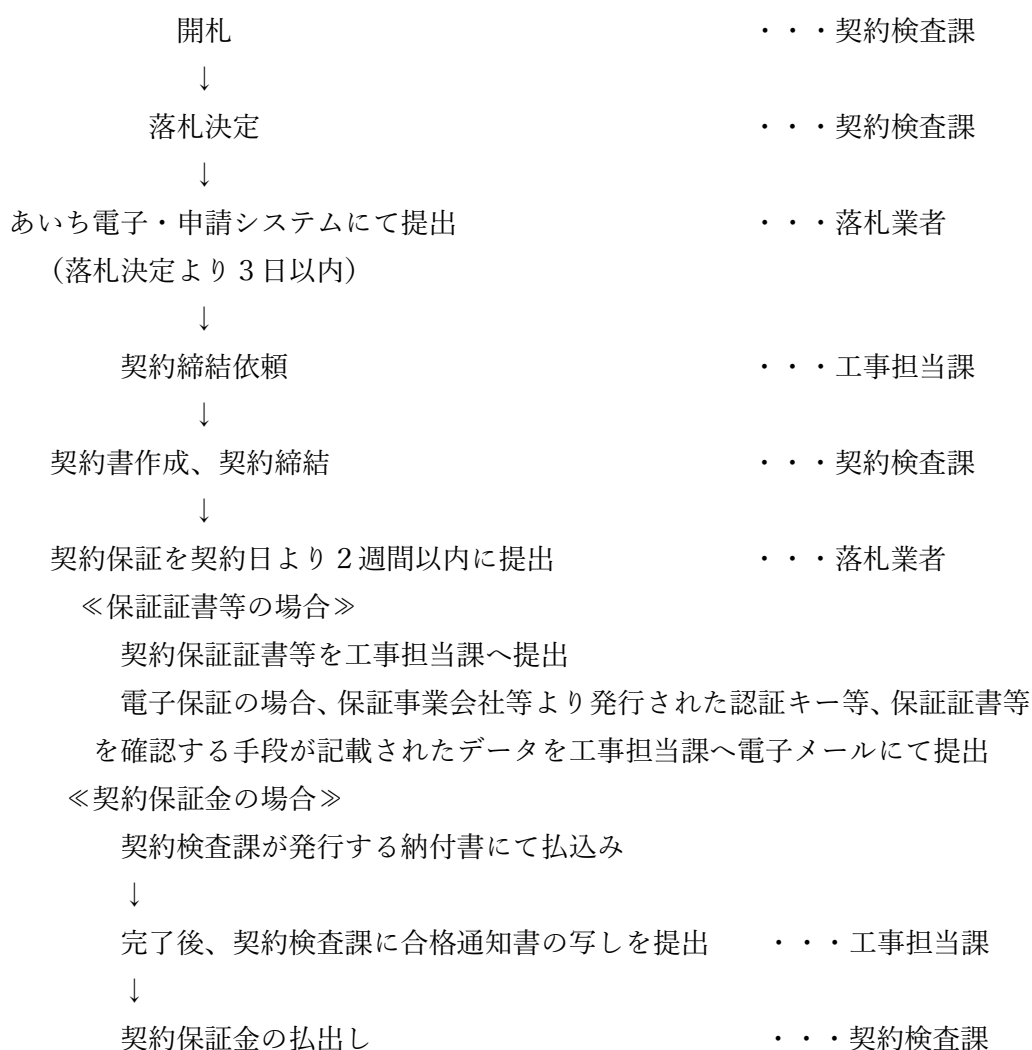 開札 ・・・契約検査課
↓
落札決定 ・・・契約検査課
↓
あいち電子・申請システムにて提出 ・・・落札業者
（落札決定より３日以内）
↓
契約締結依頼 ・・・工事担当課
↓
契約書作成、契約締結 ・・・契約検査課
↓
契約保証を契約日より２週間以内に提出 ・・・落札業者
≪保証証書等の場合≫
契約保証証書等を工事担当課へ提出
電子保証の場合、保証事業会社等より発行された認証キー等、保証証書等
を確認する手段が記載されたデータを工事担当課へ電子メールにて提出
≪契約保証金の場合≫
契約検査課が発行する納付書にて払込み
↓
完了後、契約検査課に合格通知書の写しを提出 ・・・工事担当課
↓
契約保証金の払出し ・・・契約検査課